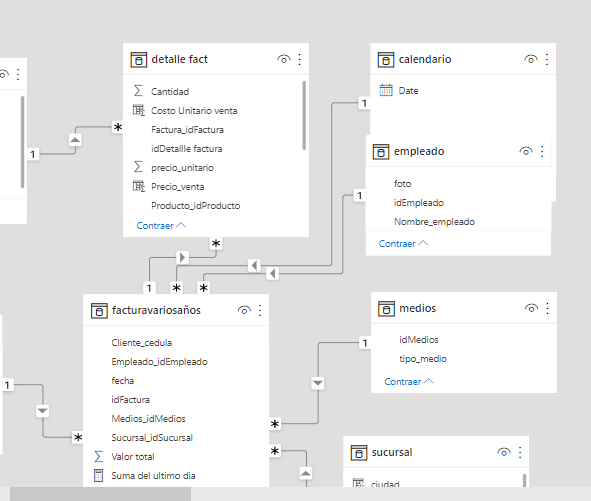 detalle fact
Cantidad
Costo Unitario venta
Factura_idFactura
idDetallle factura
precio_unitario
Precio_venta
Producto_idProducto
Contraer
calendario
Date
empleado
foto
idEmpleado
Nombre_empleado
Contraer
1
*
1
1
*
1
*
*
facturavariosaños
Cliente_cedula
Empleado_idEmpleado
fecha
idFactura
Medios_idMedios
Sucursal_idSucursal
Valor total
Suma del ultimo dia
medios
idMedios
tipo_medio
Contraer
1
1
*
*
*
sucursal
ciudad